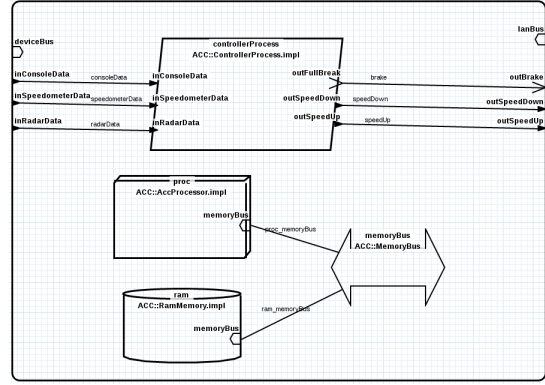 lanBus
deviceBus
controllerProcess
ACC::ControllerProcess.impl
inConsoleData
consoleData
inConsoleData
outFullBreak
brake
outBrake
inSpeedometerData
speedometerData
inSpeedometerData
outSpeedDown
speedDown
outSpeedDown
inRadarData
radarData
inRadarData
outSpeedUp
speedUp
outSpeedUp
proc
ACC::AccProcessor.impl
memoryBus
proc_memoryBus
memoryBus
ACC::MemoryBus
ram
ACC::RamMemory.impl
ram_memoryBus
memoryBus